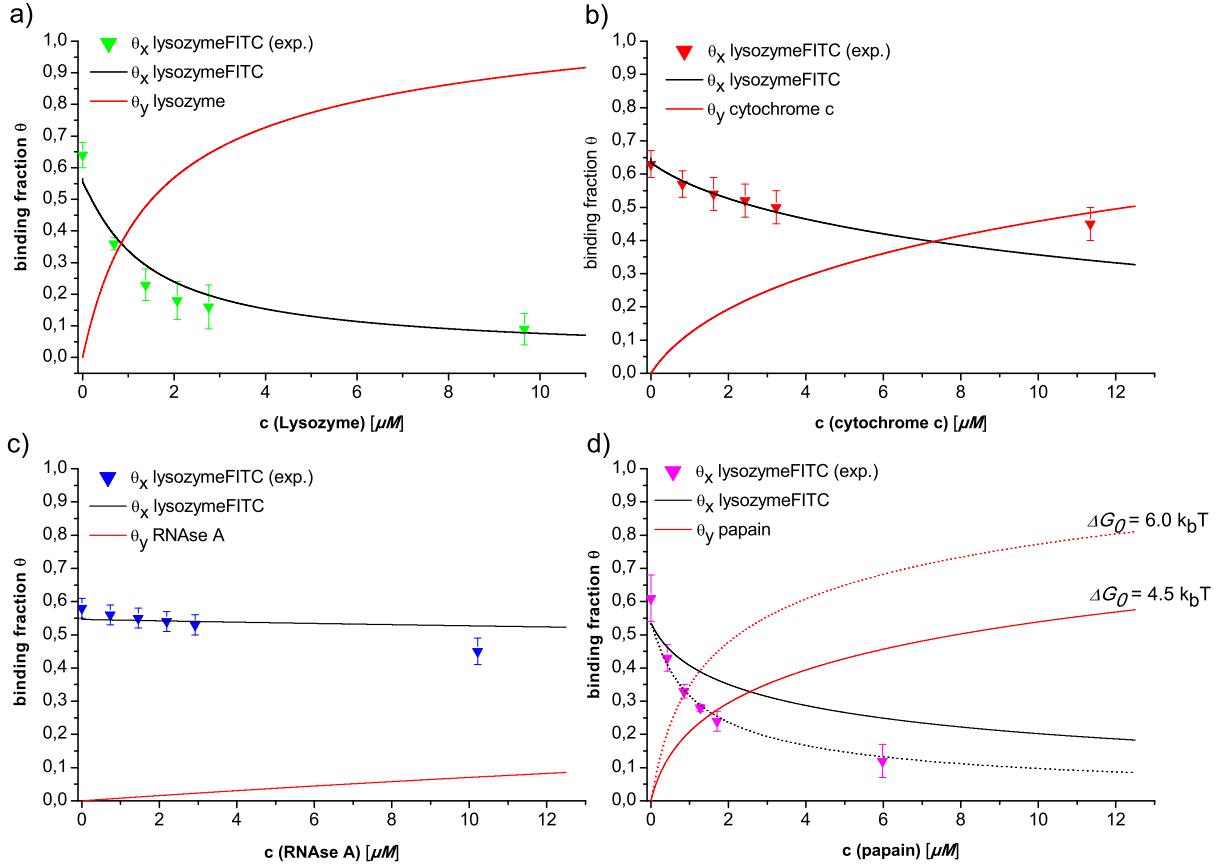 a)
θx lysozymeFITC (exp.)
θx lysozymeFITC
θy lysozyme
binding fraction θ
1,0
0,9
0,8
0,7
0,6
0,5
0,4
0,3
0,2
0,1
0,0
0 2 4 6 8 10
c (Lysozyme) [µM]
b)
θx lysozymeFITC (exp.)
θx lysozymeFITC
θy cytochrome c
binding fraction θ
1,0
0,9
0,8
0,7
0,6
0,5
0,4
0,3
0,2
0,1
0,0
0 2 4 6 8 10 12
c (cytochrome c) [µM]
c)
θx lysozymeFITC (exp.)
θx lysozymeFITC
θy RNAse A
binding fraction θ
1,0
0,9
0,8
0,7
0,6
0,5
0,4
0,3
0,2
0,1
0,0
0 2 4 6 8 10 12
c (RNAse A) [µM]
d)
θx lysozymeFITC (exp.)
θx lysozymeFITC
θy papain
ΔG0 = 6.0 kbT
ΔG0 = 4.5 kbT
binding fraction θ
1,0
0,9
0,8
0,7
0,6
0,5
0,4
0,3
0,2
0,1
0,0
0 2 4 6 8 10 12
c (papain) [µM]